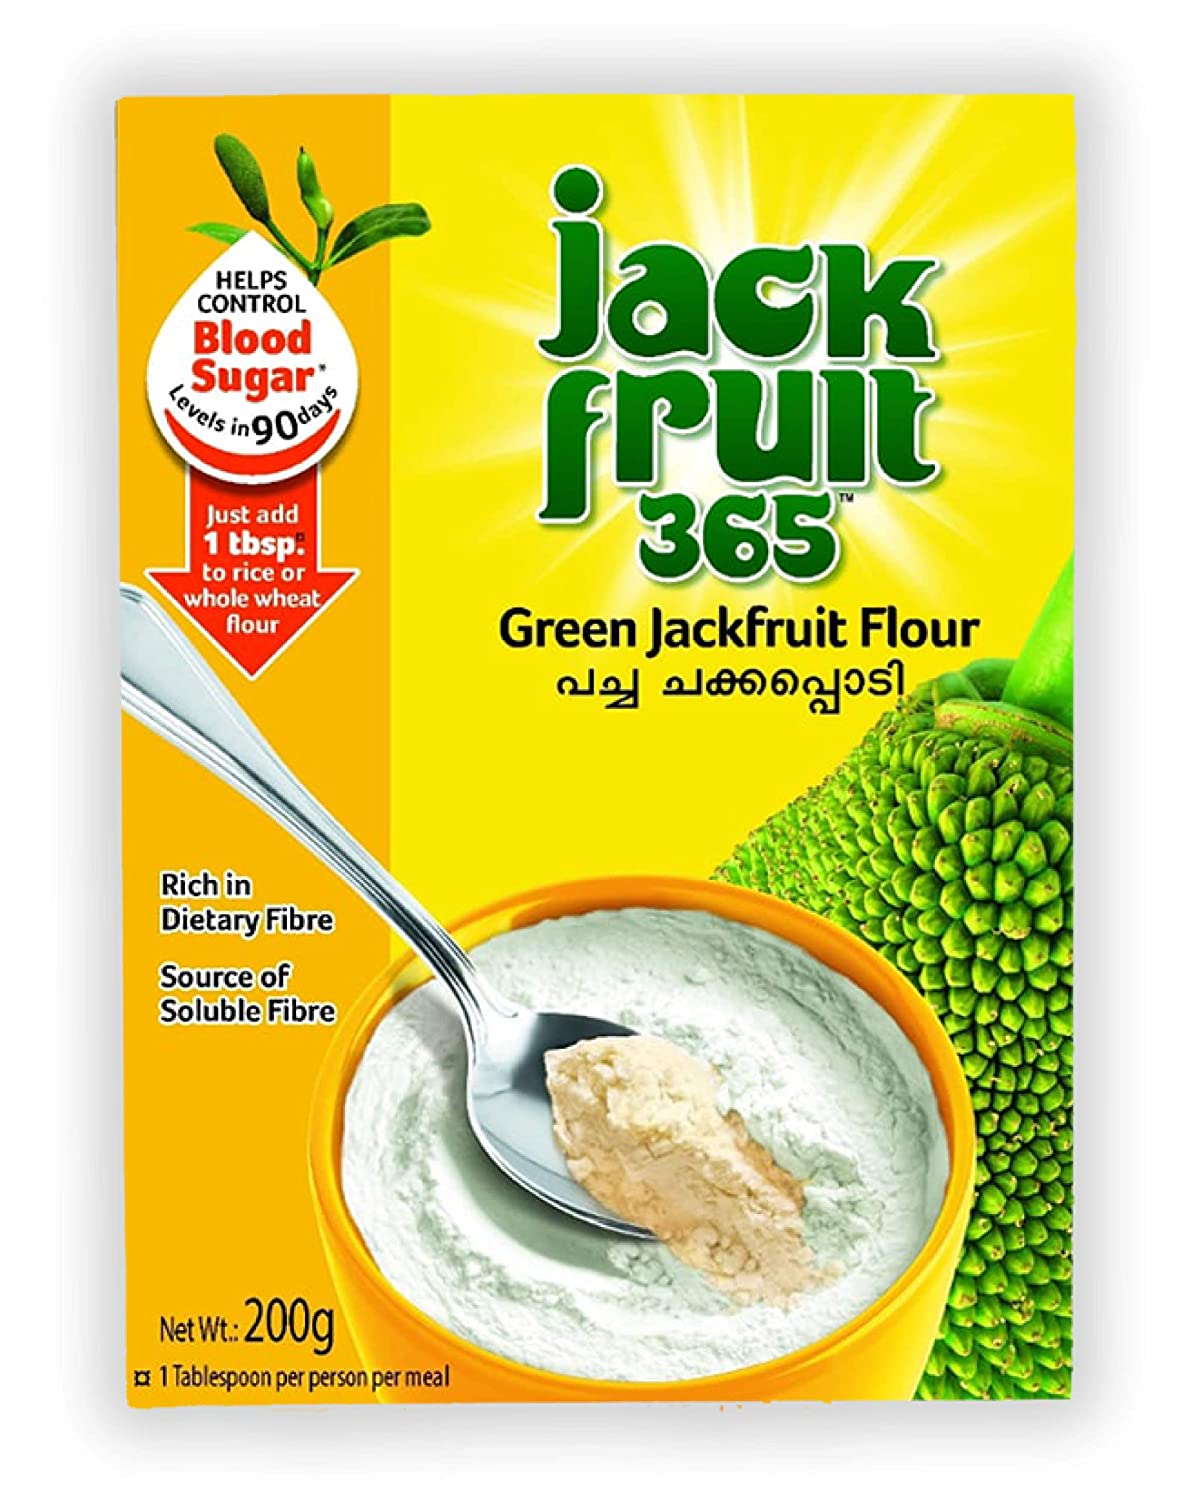 HELPS
CONTROL
Blood
Sugar*
Levels in 90 days
Just add
1 tbsp.¤
to rice or
whole wheat
flour
jack
fruit
365™
Green Jackfruit Flour
പച്ച ചക്കപ്പൊടി
Rich in
Dietary Fibre
Source of
Soluble Fibre
Net Wt.: 200g
¤ 1 Tablespoon per person per meal